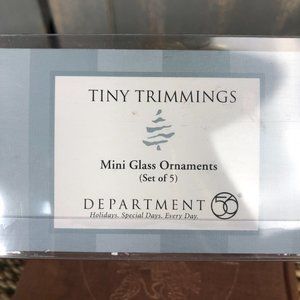 TINY TRIMMINGS
Mini Glass Ornaments
(Set of 5)
DEPARTMENT 56®
Holidays. Special Days. Every Day.